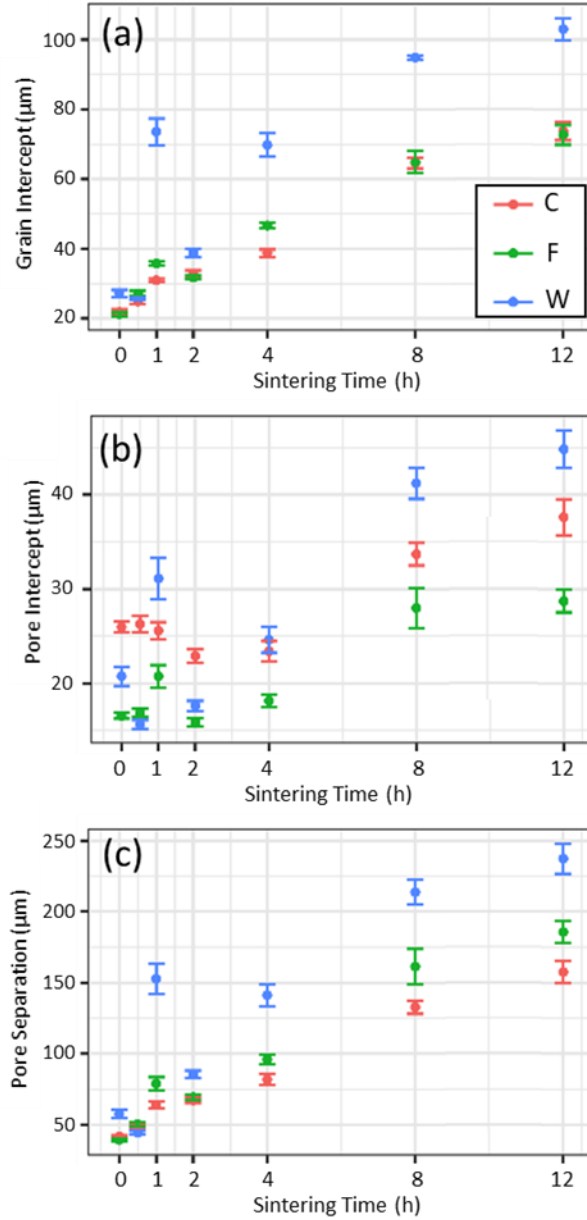 (a)
Grain Intercept (μm)
100
80
60
40
20
C
F
W
0 1 2 4 8 12
Sintering Time (h)
(b)
Pore Intercept (μm)
40
30
20
0 1 2 4 8 12
Sintering Time (h)
(c)
Pore Separation (μm)
250
200
150
100
50
0 1 2 4 8 12
Sintering Time (h)